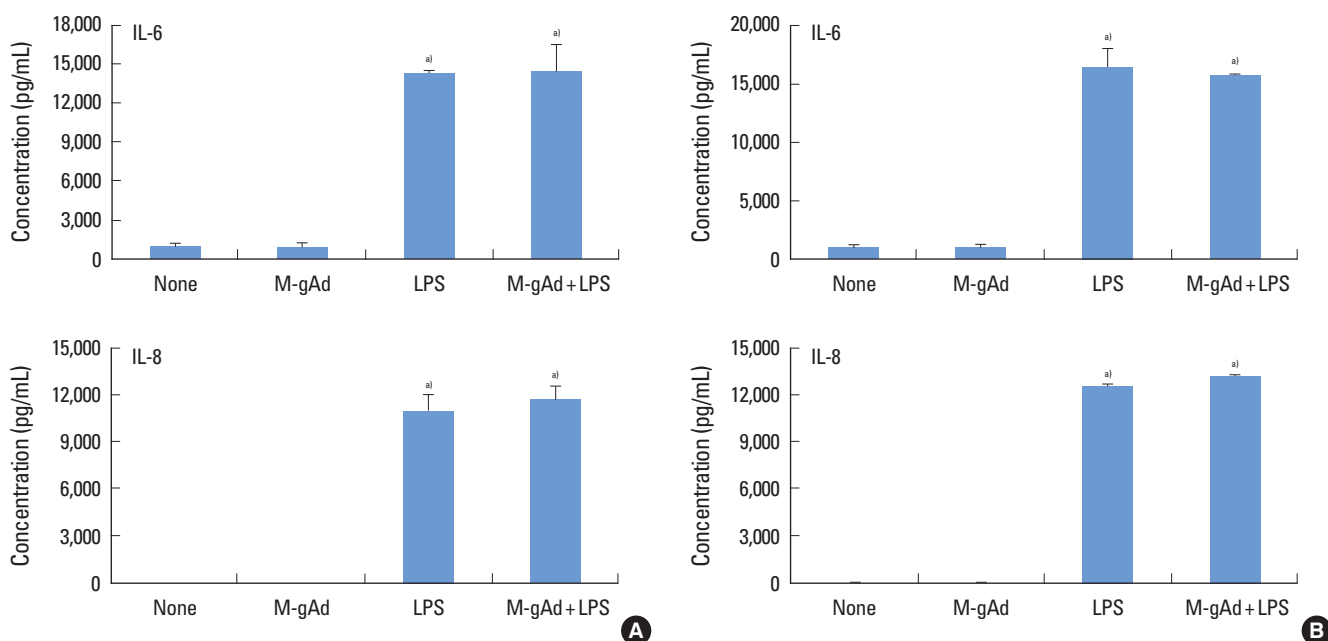 IL-6
Concentration (pg/mL)
18,000
15,000
12,000
9,000
6,000
3,000
0
a)
a)
None M-gAd LPS M-gAd + LPS
IL-8
Concentration (pg/mL)
15,000
12,000
9,000
6,000
3,000
0
a)
a)
None M-gAd LPS M-gAd + LPS
A
IL-6
Concentration (pg/mL)
20,000
15,000
10,000
5,000
0
a)
a)
None M-gAd LPS M-gAd + LPS
IL-8
Concentration (pg/mL)
15,000
12,000
9,000
6,000
3,000
0
a)
a)
None M-gAd LPS M-gAd + LPS
B